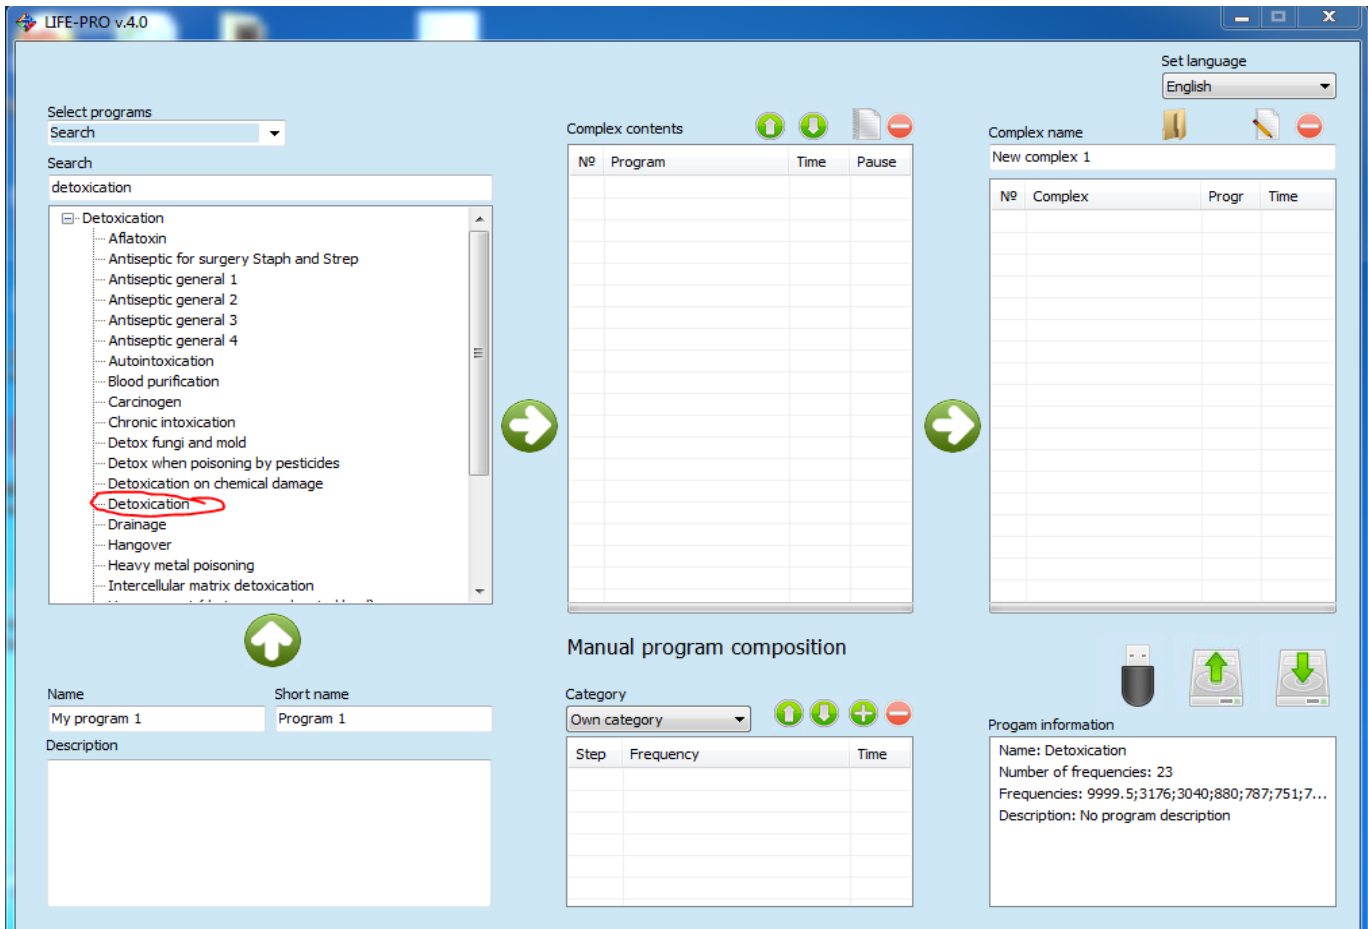 LIFE-PRO v.4.0
Set language
English
Select programs
Search
Search
detoxication
Detoxication
Aflatoxin
Antiseptic for surgery Staph and Strep
Antiseptic general 1
Antiseptic general 2
Antiseptic general 3
Antiseptic general 4
Autointoxication
Blood purification
Carcinogen
Chronic intoxication
Detox fungi and mold
Detox when poisoning by pesticides
Detoxication on chemical damage
Detoxication
Drainage
Hangover
Heavy metal poisoning
Intercellular matrix detoxication
Complex contents
Nº Program Time Pause
Complex name
New complex 1
Nº Complex Progr Time
Name
My program 1
Short name
Program 1
Description
Manual program composition
Category
Own category
Step Frequency Time
Progam information
Name: Detoxication
Number of frequencies: 23
Frequencies: 9999.5;3176;3040;880;787;751;7...
Description: No program description